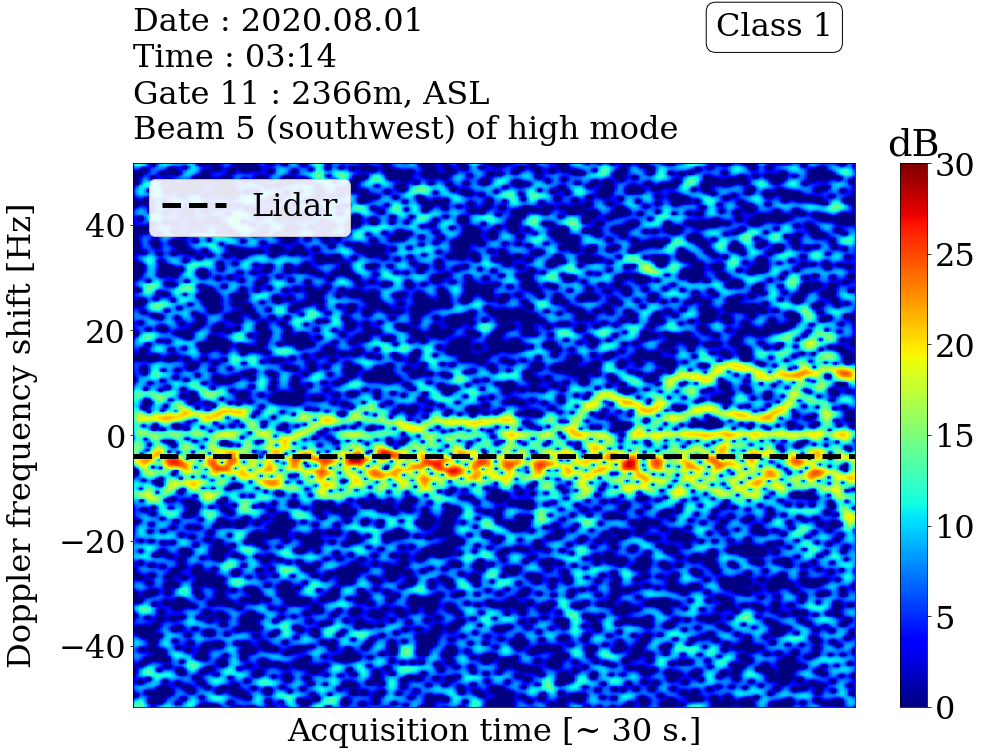 Date : 2020.08.01
Time : 03:14
Gate 11 : 2366m, ASL
Beam 5 (southwest) of high mode
Class 1
dB
Lidar
Doppler frequency shift [Hz]
40
20
0
−20
−40
30
25
20
15
10
5
0
Acquisition time [~ 30 s.]